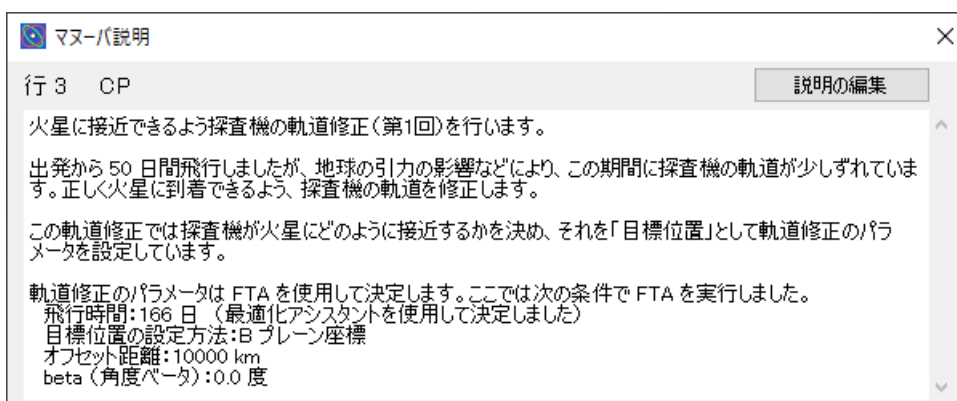 マヌーバ説明
行 3 CP
説明の編集
火星に接近できるよう探査機の軌道修正(第1回)を行います。
出発から 50 日間飛行しましたが、地球の引力の影響などにより、この期間に探査機の軌道が少しずれていま
す。正しく火星に到着できるよう、探査機の軌道を修正します。
この軌道修正では探査機が火星にどのように接近するかを決め、それを「目標位置」として軌道修正のパラ
メータを設定しています。
軌道修正のパラメータは FTA を使用して決定します。ここでは次の条件で FTA を実行しました。
飛行時間:166 日 (最適化アシスタントを使用して決定しました)
目標位置の設定方法:B プレーン座標
オフセット距離:10000 km
beta (角度ベータ):0.0 度